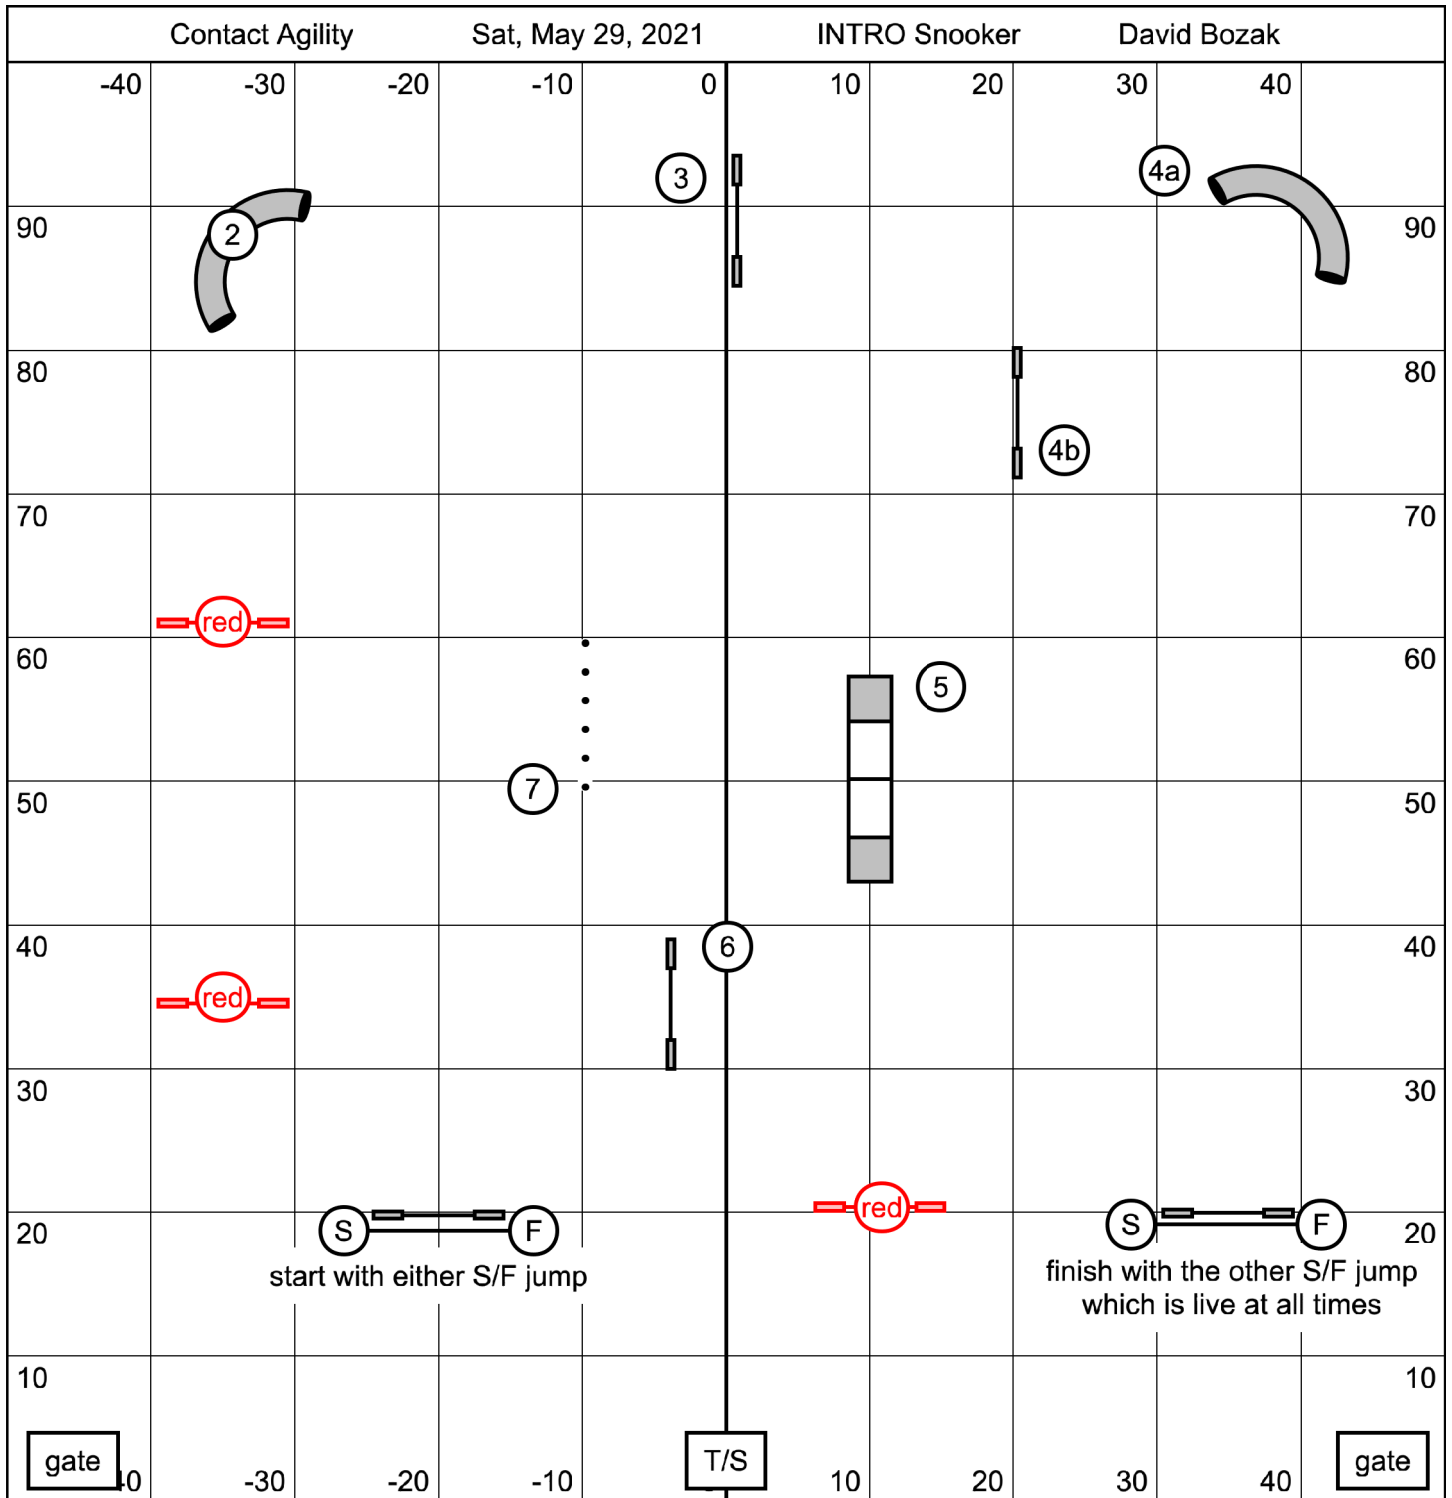 Contact Agility Sat, May 29, 2021 INTRO Snooker David Bozak
-40 -30 -20 -10 0 10 20 30 40
3 4a
2
90 90
80 80
4b
70 70
red
60 60
5
7
50 50
40 6 40
red
30 30
red
S F S F
20 20
start with either S/F jump
finish with the other S/F jump
which is live at all times
10 10
gate T/S gate
40 -30 -20 -10 10 20 30 40